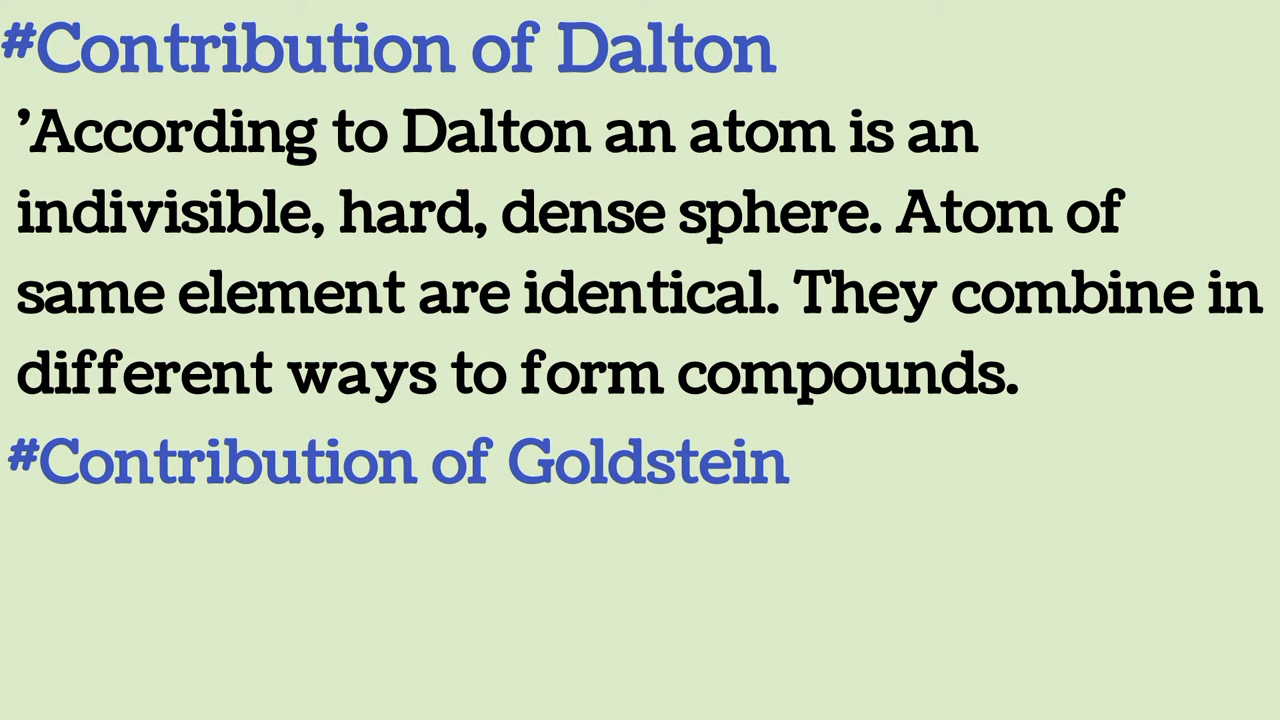 #Contribution of Dalton
’According to Dalton an atom is an
indivisible, hard, dense sphere. Atom of
same element are identical. They combine in
different ways to form compounds.
#Contribution of Goldstein